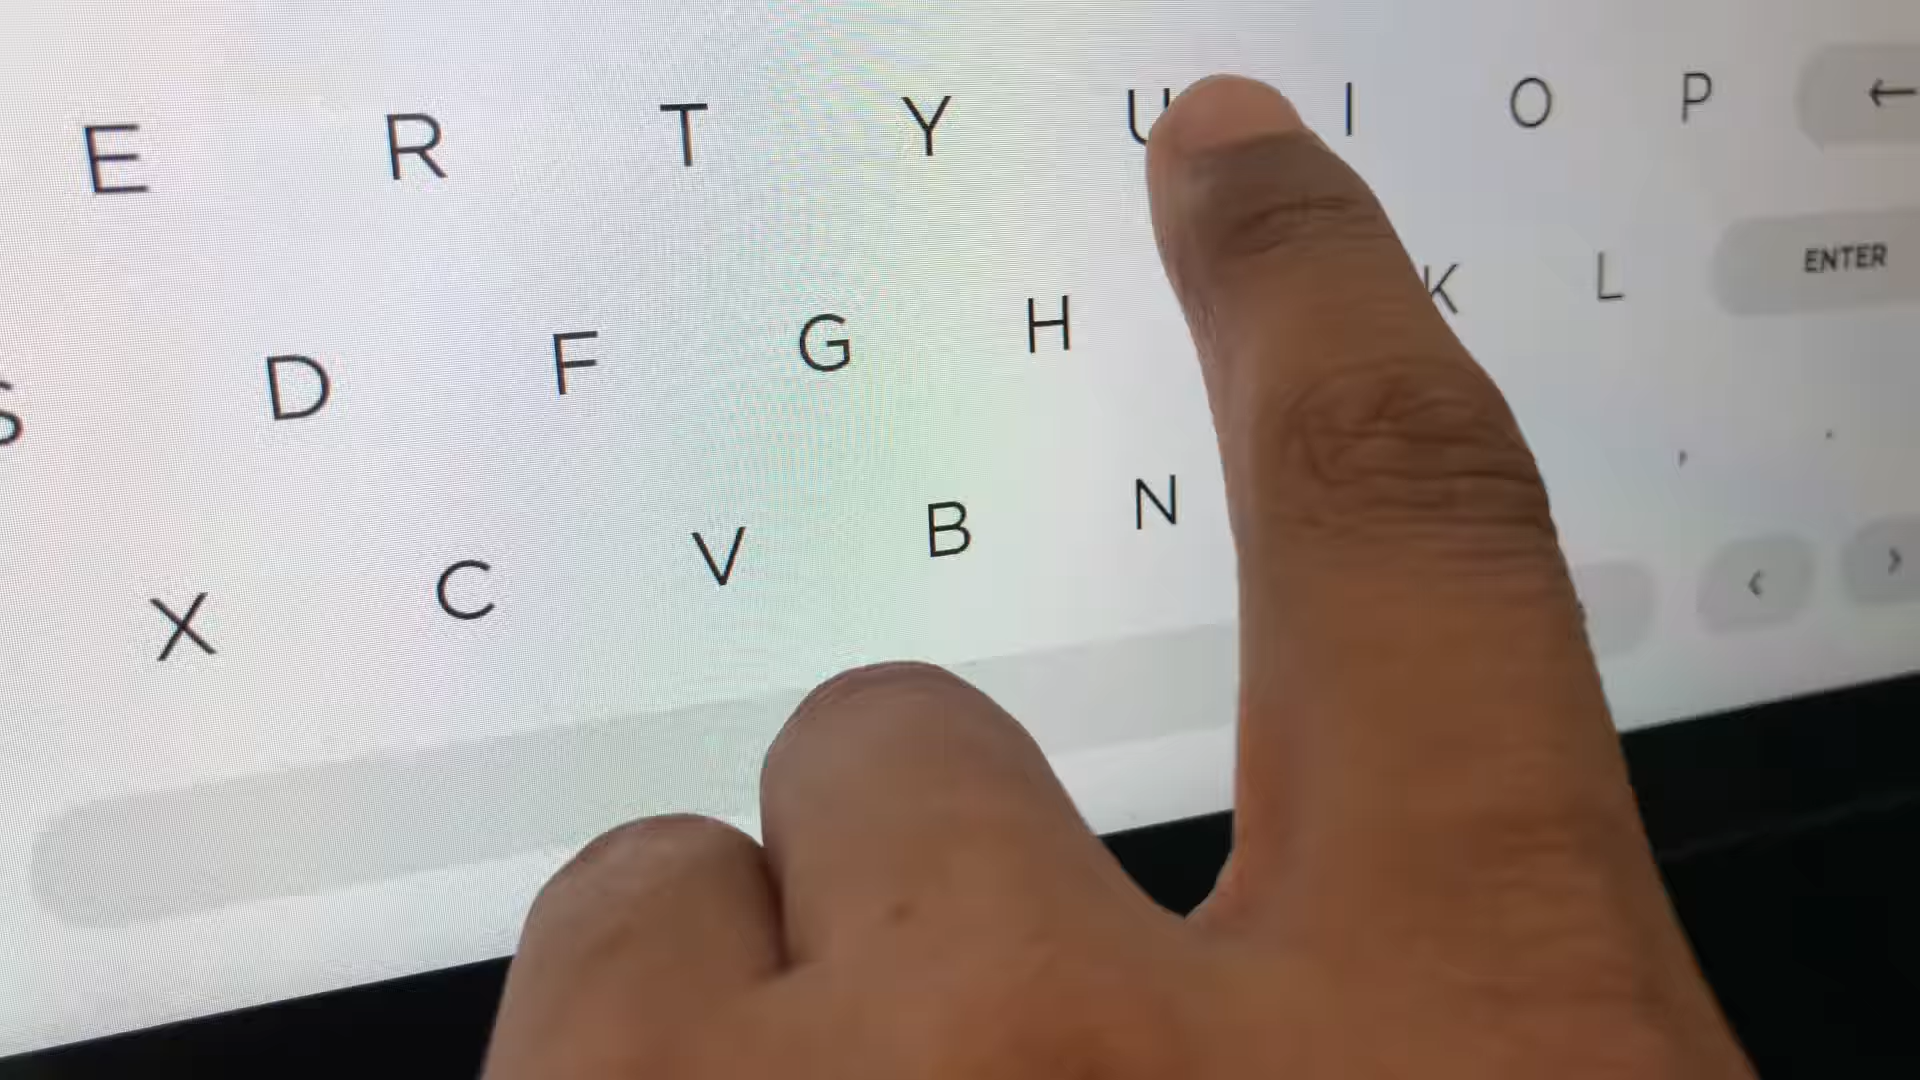 E R T Y U I O P ←
S D F G H K L ENTER
X C V B N , .
< >